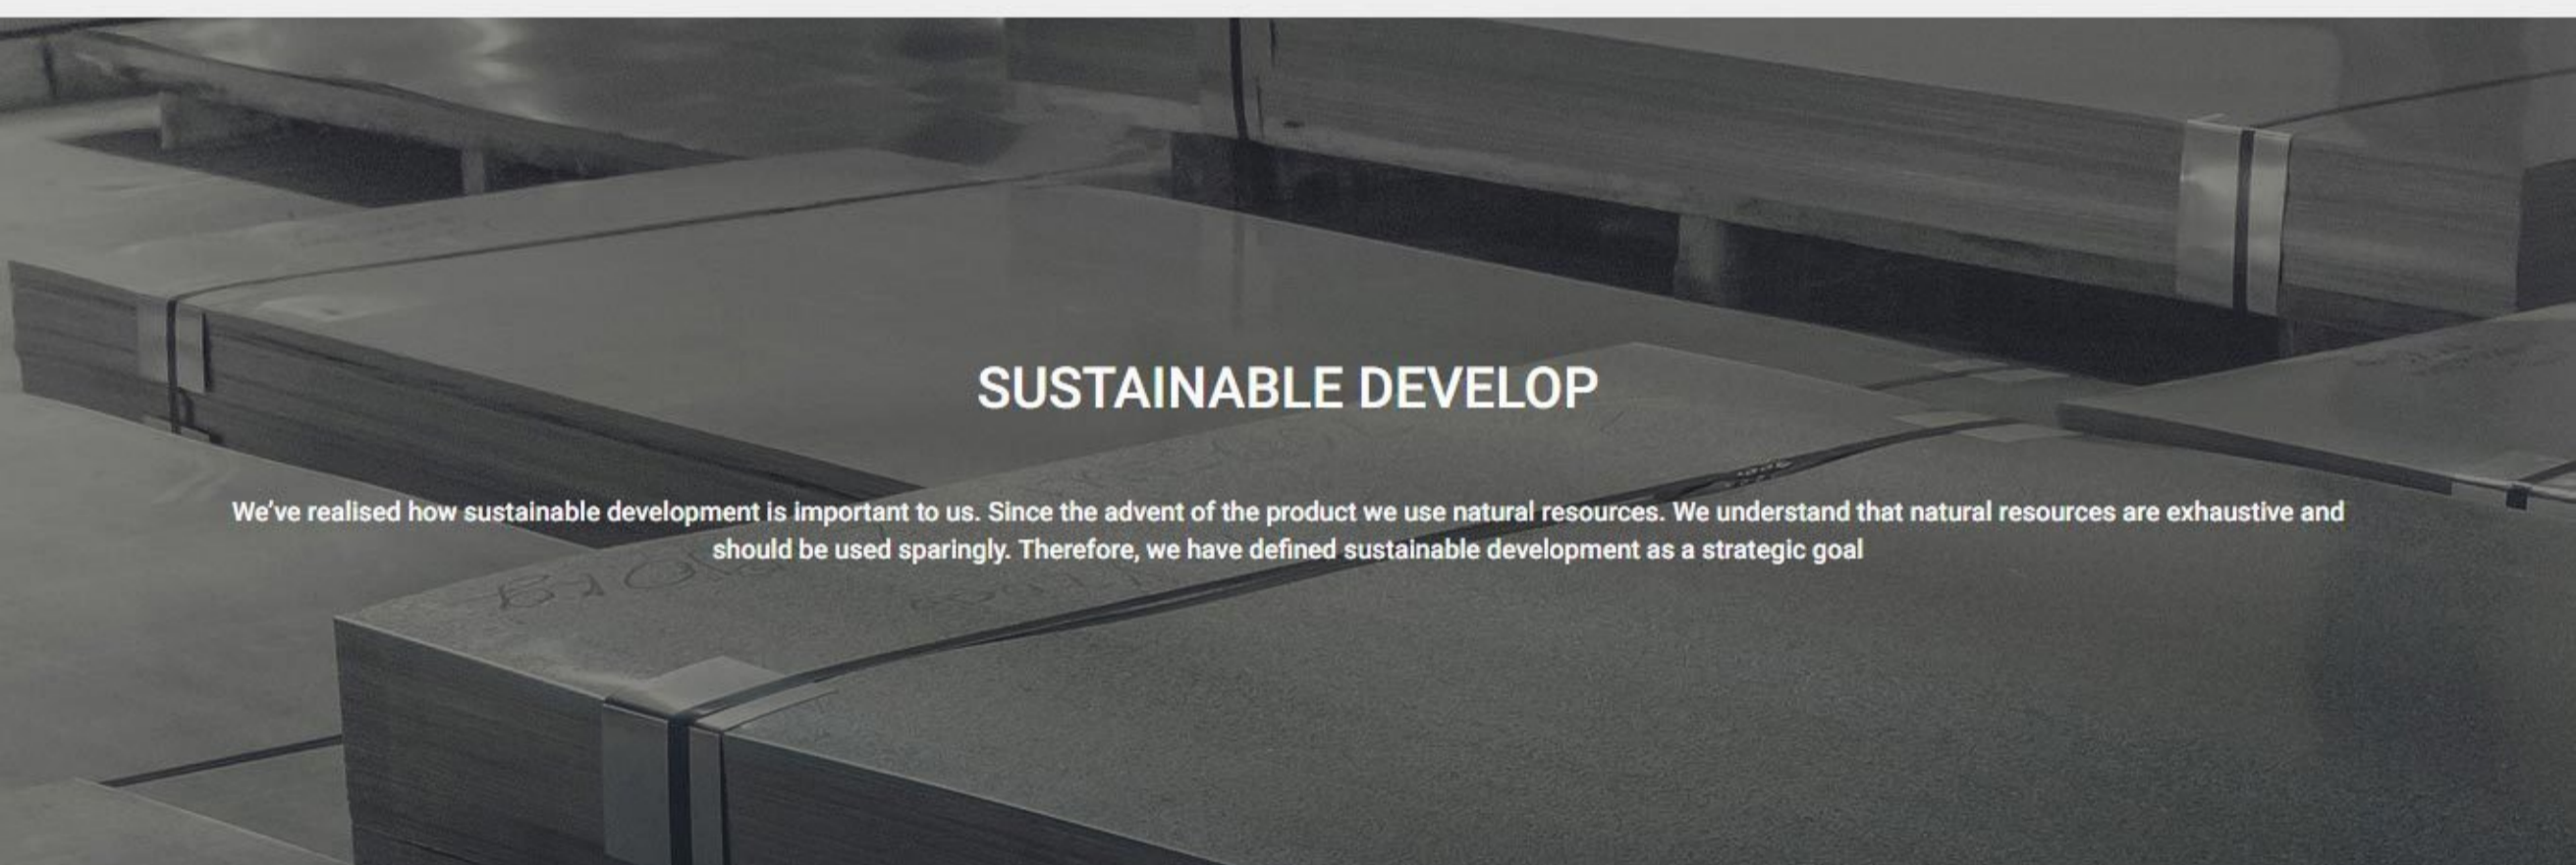 SUSTAINABLE DEVELOP
We've realised how sustainable development is important to us. Since the advent of the product we use natural resources. We understand that natural resources are exhaustive and
should be used sparingly. Therefore, we have defined sustainable development as a strategic goal